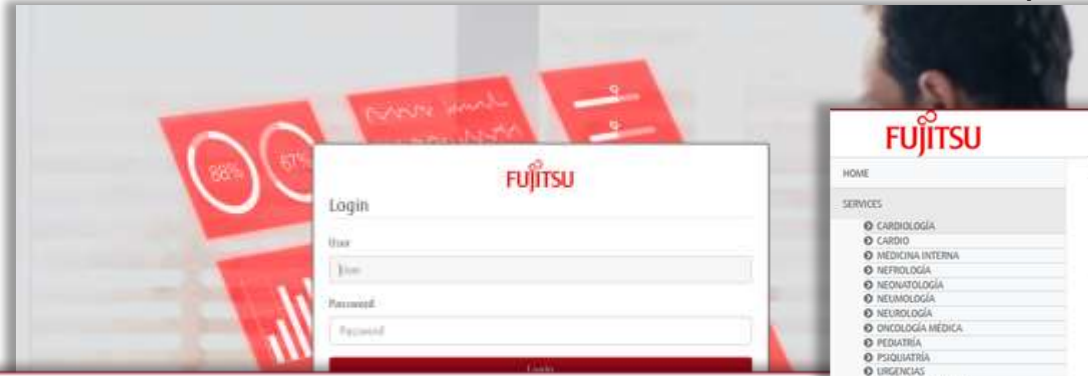 88%
67%
FUJITSU
Login
User
User
Password
Password
Login
FUJITSU
HOME
SERVICES
CARDIOLOGÍA
CARDIO
MEDICINA INTERNA
NEFROLOGÍA
NEONATOLOGÍA
NEUMOLOGÍA
NEUROLOGÍA
ONCOLOGÍA MÉDICA
PEDIATRÍA
PSIQUIATRÍA
URGENCIAS